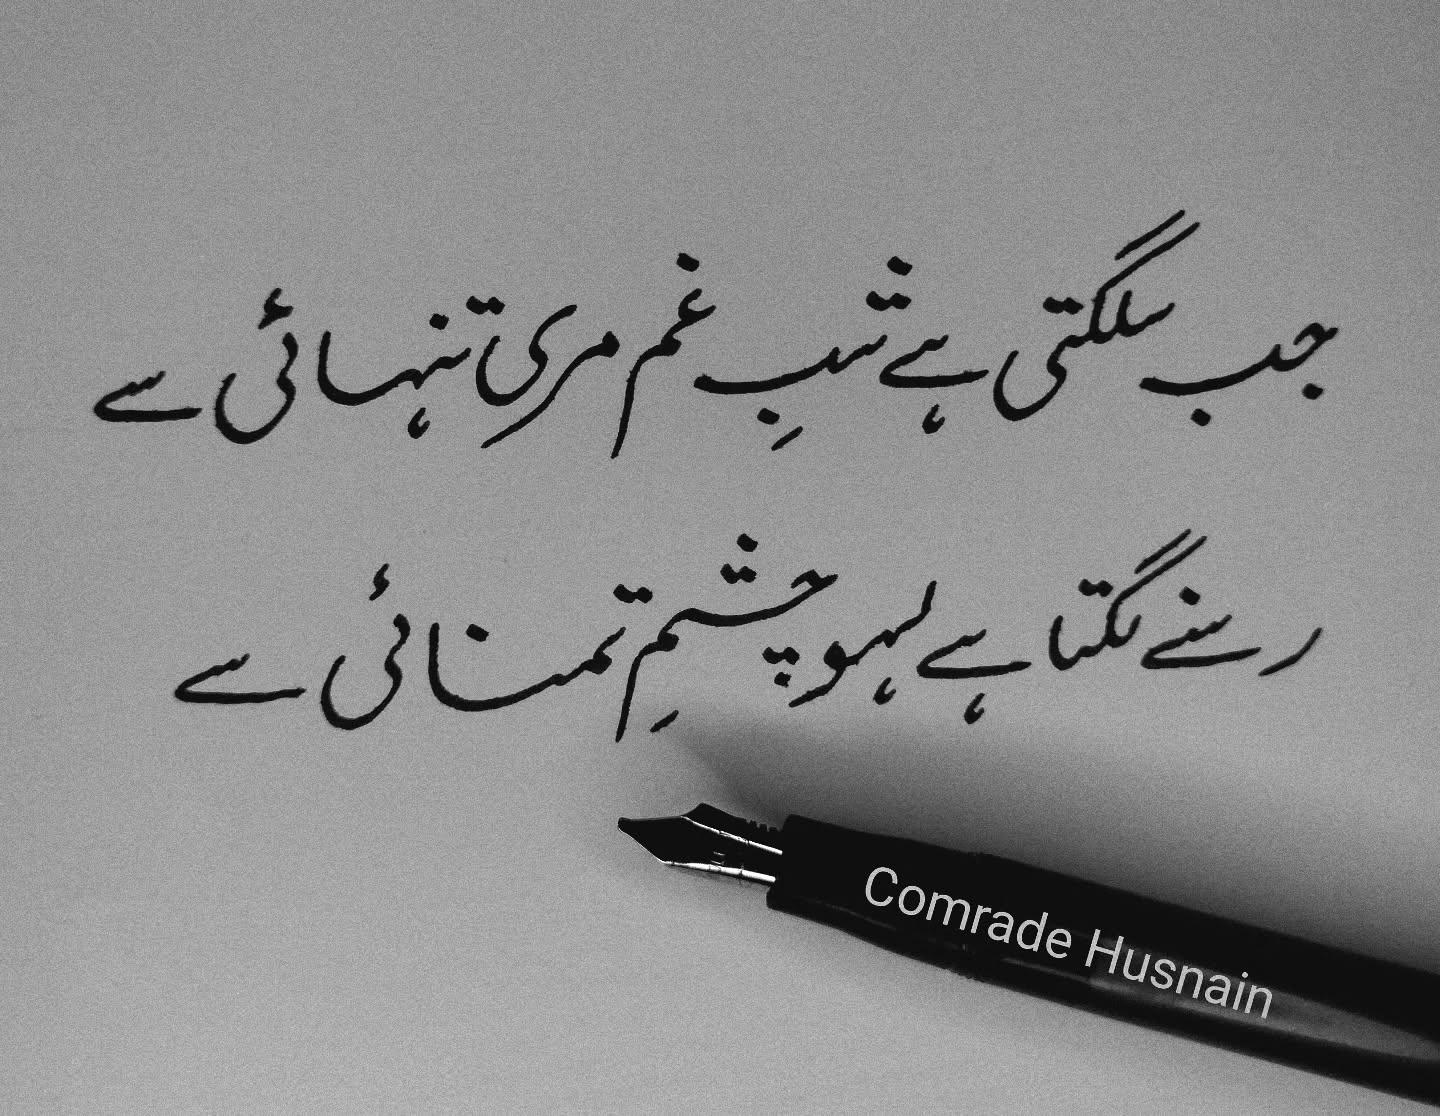 جب سلگتی ہے شبِ غم مری تنہائی سے
رسنے لگتا ہے لہو چشمِ تمنائی سے
Comrade Husnain